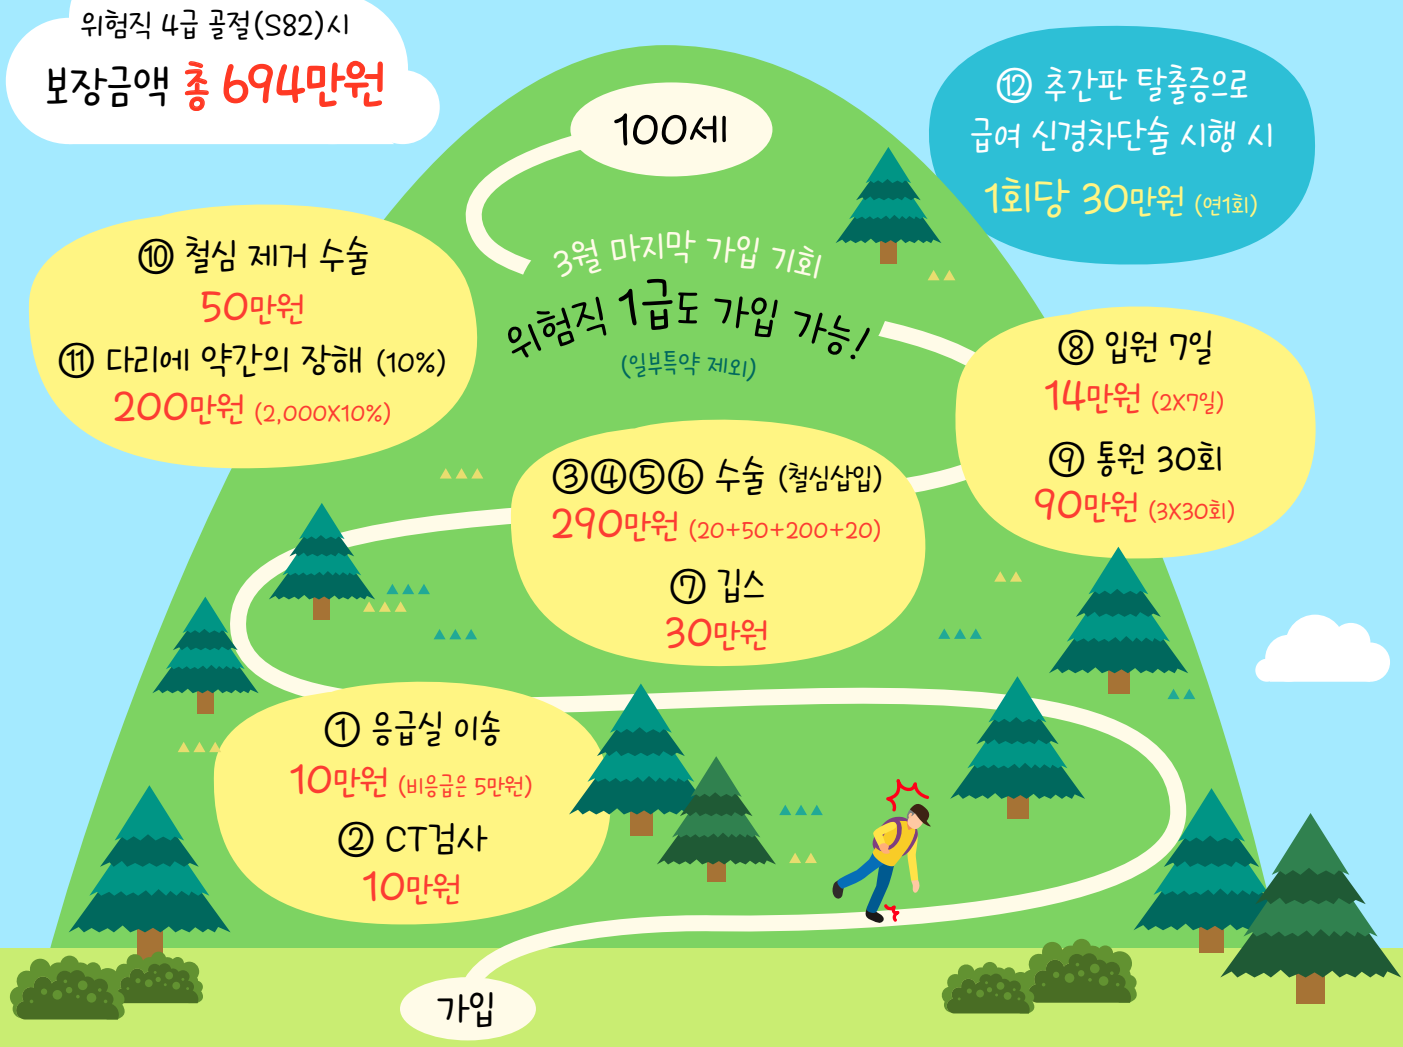 위험직 4급 골절(S82)시
보장금액 총 694만원
100세
⑫ 추간판 탈출증으로
급여 신경차단술 시행 시
1회당 30만원 (연1회)
3월 마지막 가입 기회
위험직 1급도 가입 가능!
(일부특약 제외)
⑩ 철심 제거 수술
50만원
⑪ 다리에 약간의 장해 (10%)
200만원 (2,000X10%)
⑧ 입원 7일
14만원 (2X7일)
⑨ 통원 30회
90만원 (3X30회)
③④⑤⑥ 수술 (철심삽입)
290만원 (20+50+200+20)
⑦ 깁스
30만원
① 응급실 이송
10만원 (비응급은 5만원)
② CT검사
10만원
가입